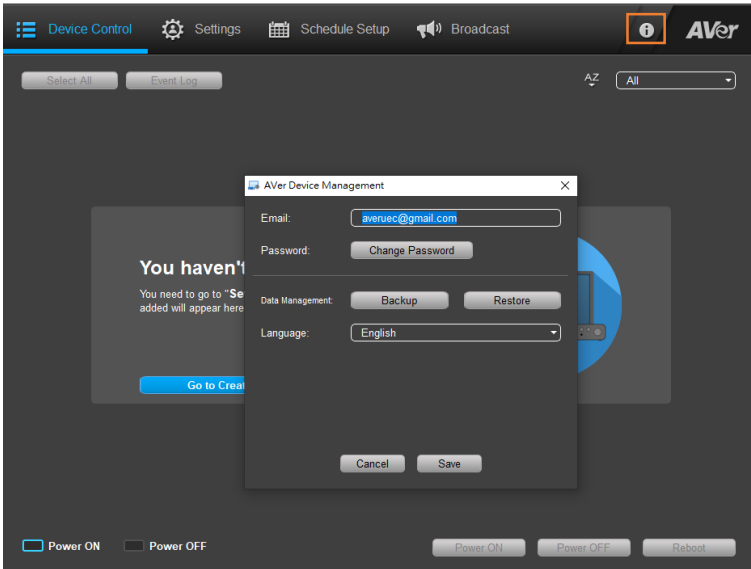 Device Control Settings Schedule Setup Broadcast AVer
Select All Event Log AZ All
AVer Device Management
Email: averuec@gmail.com
Password: Change Password
You haven't
You need to go to "Se
added will appear here
Data Management: Backup Restore
Language: English
Go to Creat
Cancel Save
Power ON Power OFF Power ON Power OFF Reboot